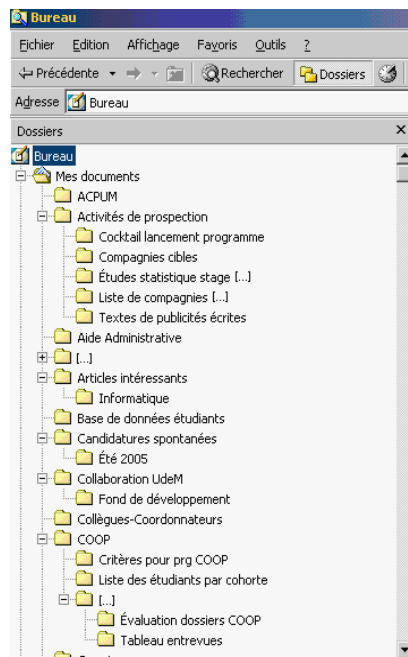 Bureau
Fichier Edition Affichage Favoris Outils ?
Précédente Rechercher Dossiers
Adresse Bureau
Dossiers
Bureau
Mes documents
ACPUM
Activités de prospection
Cocktail lancement programme
Compagnies cibles
Études statistique stage [...]
Liste de compagnies [...]
Textes de publicités écrites
Aide Administrative
[...]
Articles intéressants
Informatique
Base de données étudiants
Candidatures spontanées
Été 2005
Collaboration UdeM
Fond de développement
Collègues-Coordonnateurs
COOP
Critères pour prg COOP
Liste des étudiants par cohorte
[...]
Évaluation dossiers COOP
Tableau entrevues